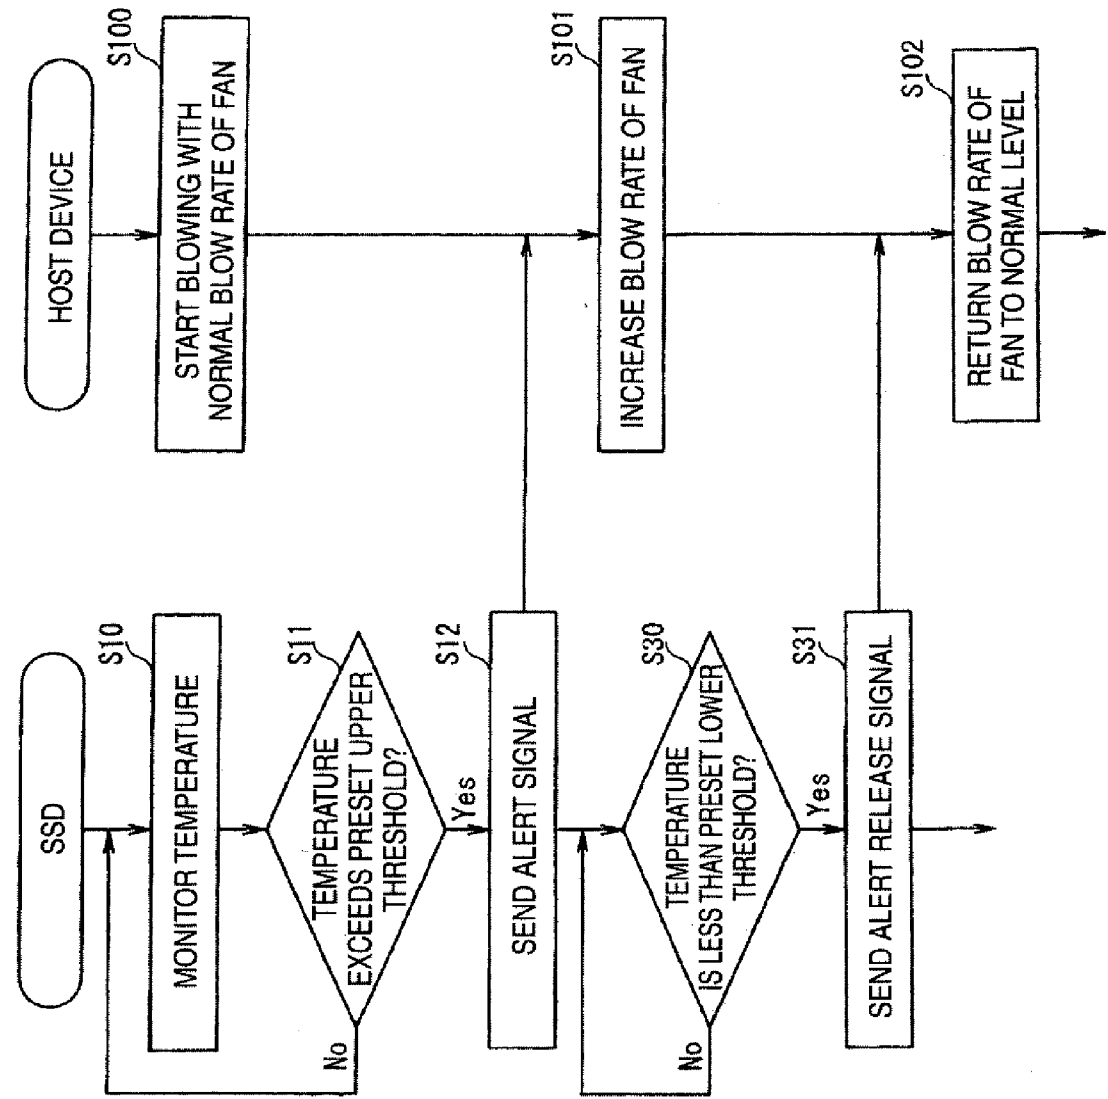 SSD
S10
MONITOR TEMPERATURE
S11
TEMPERATURE
EXCEEDS PRESET UPPER
THRESHOLD?
No
Yes
S12
SEND ALERT SIGNAL
S30
TEMPERATURE
IS LESS THAN PRESET LOWER
THRESHOLD?
No
Yes
S31
SEND ALERT RELEASE SIGNAL
HOST DEVICE
S100
START BLOWING WITH
NORMAL BLOW RATE OF FAN
S101
INCREASE BLOW RATE OF FAN
S102
RETURN BLOW RATE OF
FAN TO NORMAL LEVEL